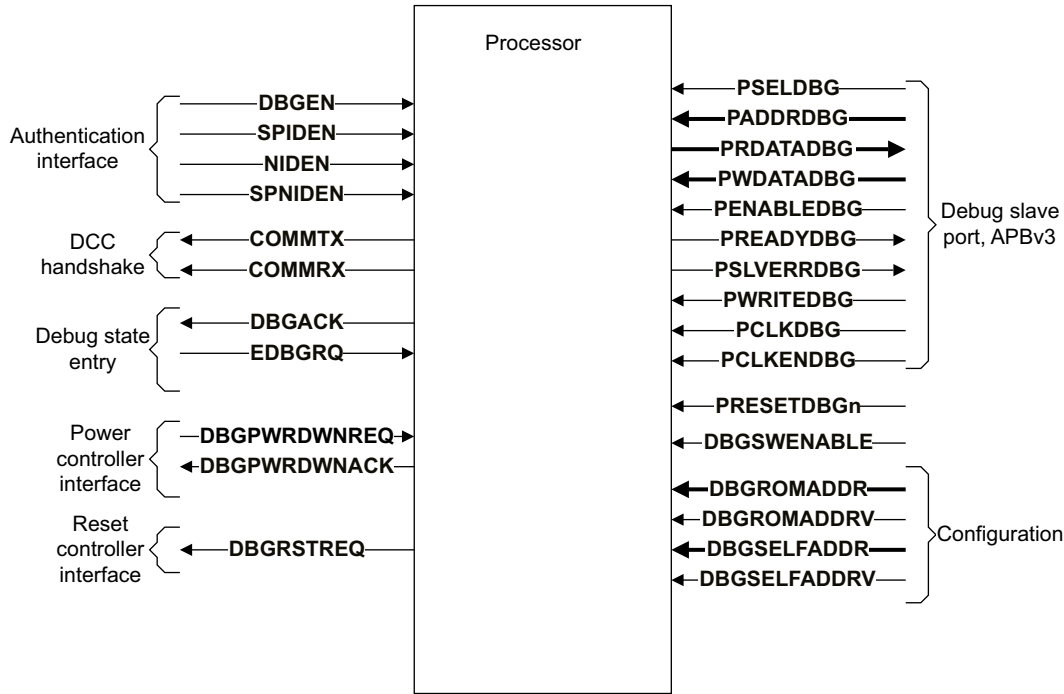 Processor
Authentication
interface
DBGEN
SPIDEN
NIDEN
SPNIDEN
DCC
handshake
COMMTX
COMMRX
Debug state
entry
DBGACK
EDBGRQ
Power
controller
interface
DBGPWRDWNREQ
DBGPWRDWNACK
Reset
controller
interface
DBGRSTREQ
PSELDBG
PADDRDBG
PRDATADBG
PWDATADBG
PENABLEDBG
PREADYDBG
PSLVERRDBG
PWRITEDBG
PCLKDBG
PCLKENDBG
Debug slave
port, APBv3
PRESETDBGn
DBGSWENABLE
DBGROMADDR
DBGROMADDRV
DBGSELFADDR
DBGSELFADDRV
Configuration